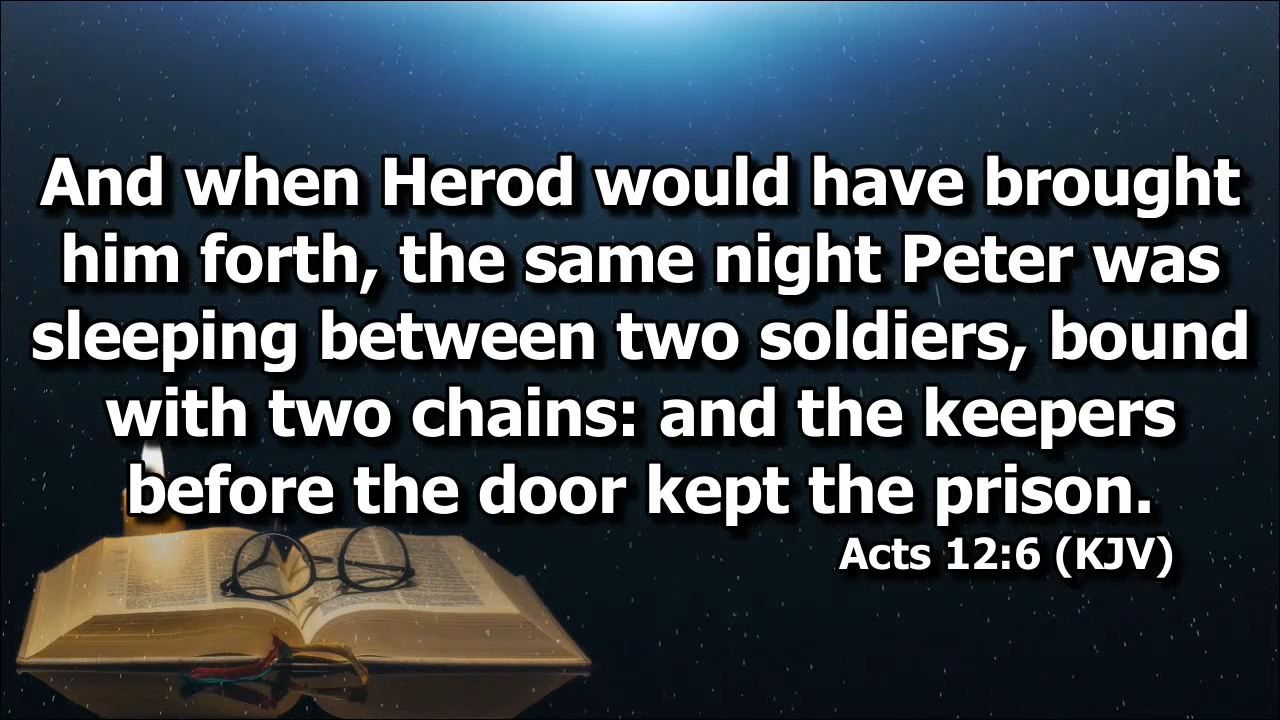 And when Herod would have brought
him forth, the same night Peter was
sleeping between two soldiers, bound
with two chains: and the keepers
before the door kept the prison.
Acts 12:6 (KJV)